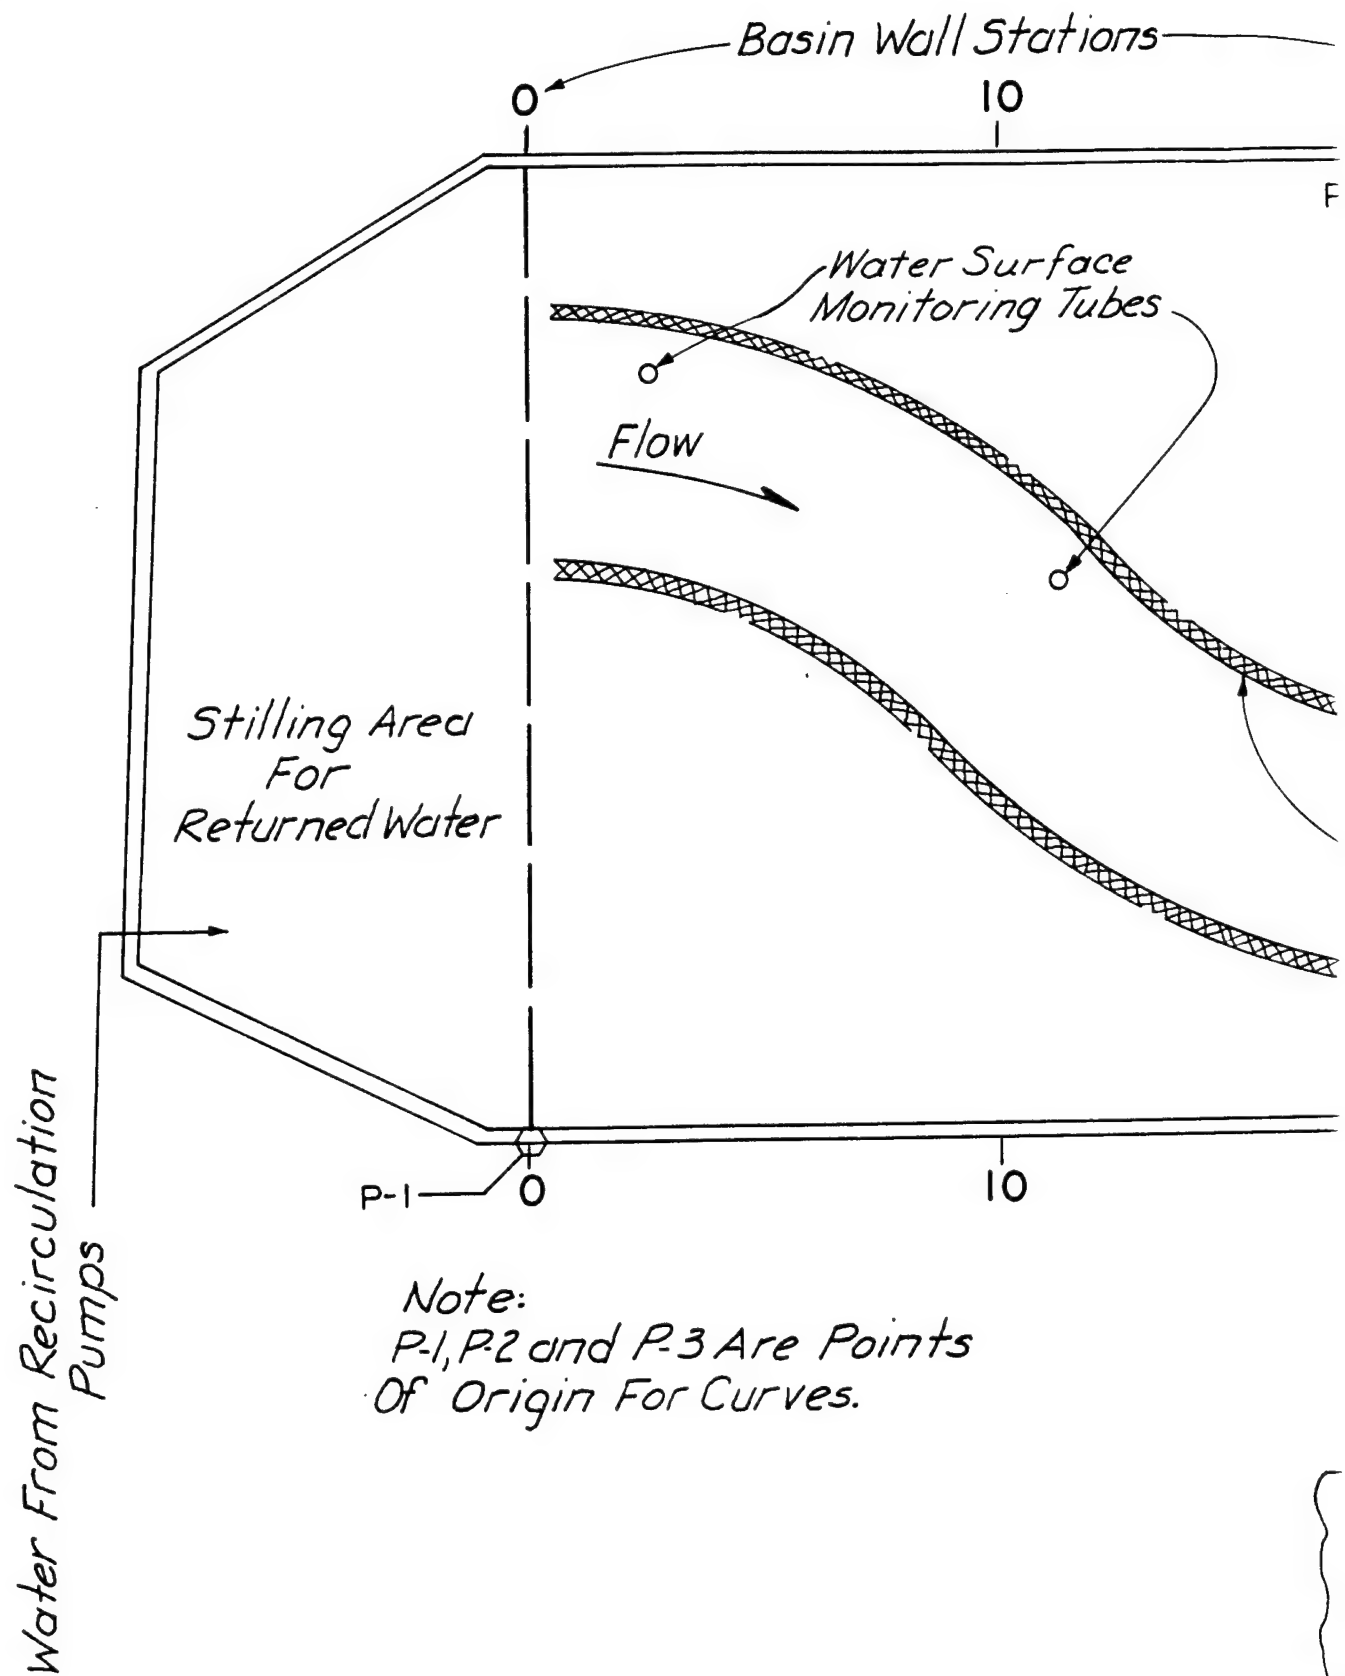 Basin Wall Stations
0
10
F
Water Surface
Monitoring Tubes
Flow
Stilling Area
For
Returned Water
P-1
0
10
Water From Recirculation
Pumps
Note:
P-1, P-2 and P-3 Are Points
Of Origin For Curves.